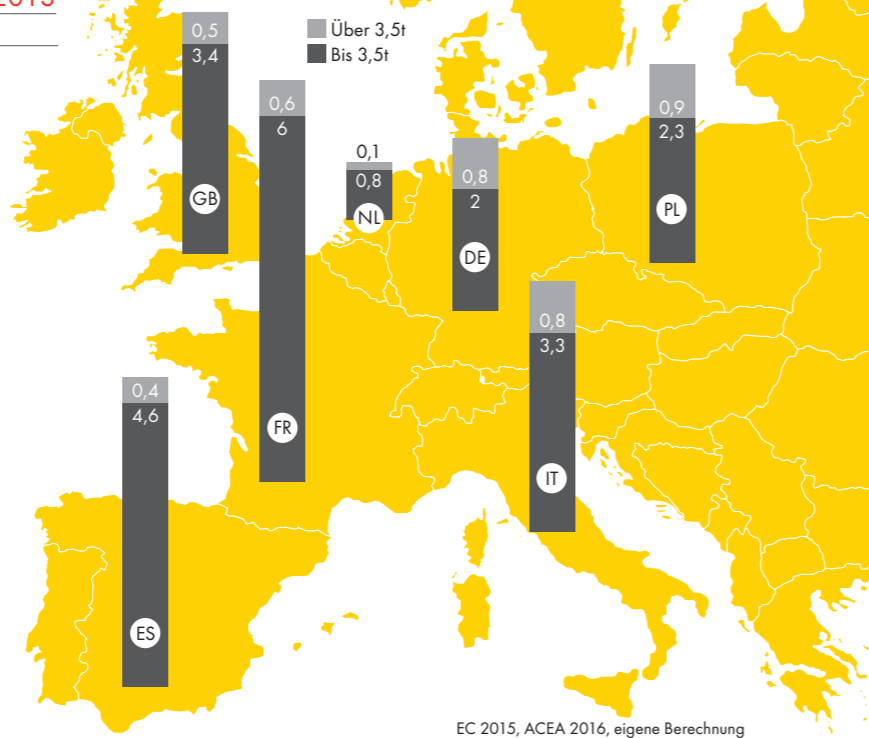 Über 3,5t
Bis 3,5t
0,5
3,4
GB
0,6
6
FR
0,1
0,8
NL
0,8
2
DE
0,9
2,3
PL
0,8
3,3
IT
0,4
4,6
ES
EC 2015, ACEA 2016, eigene Berechnung